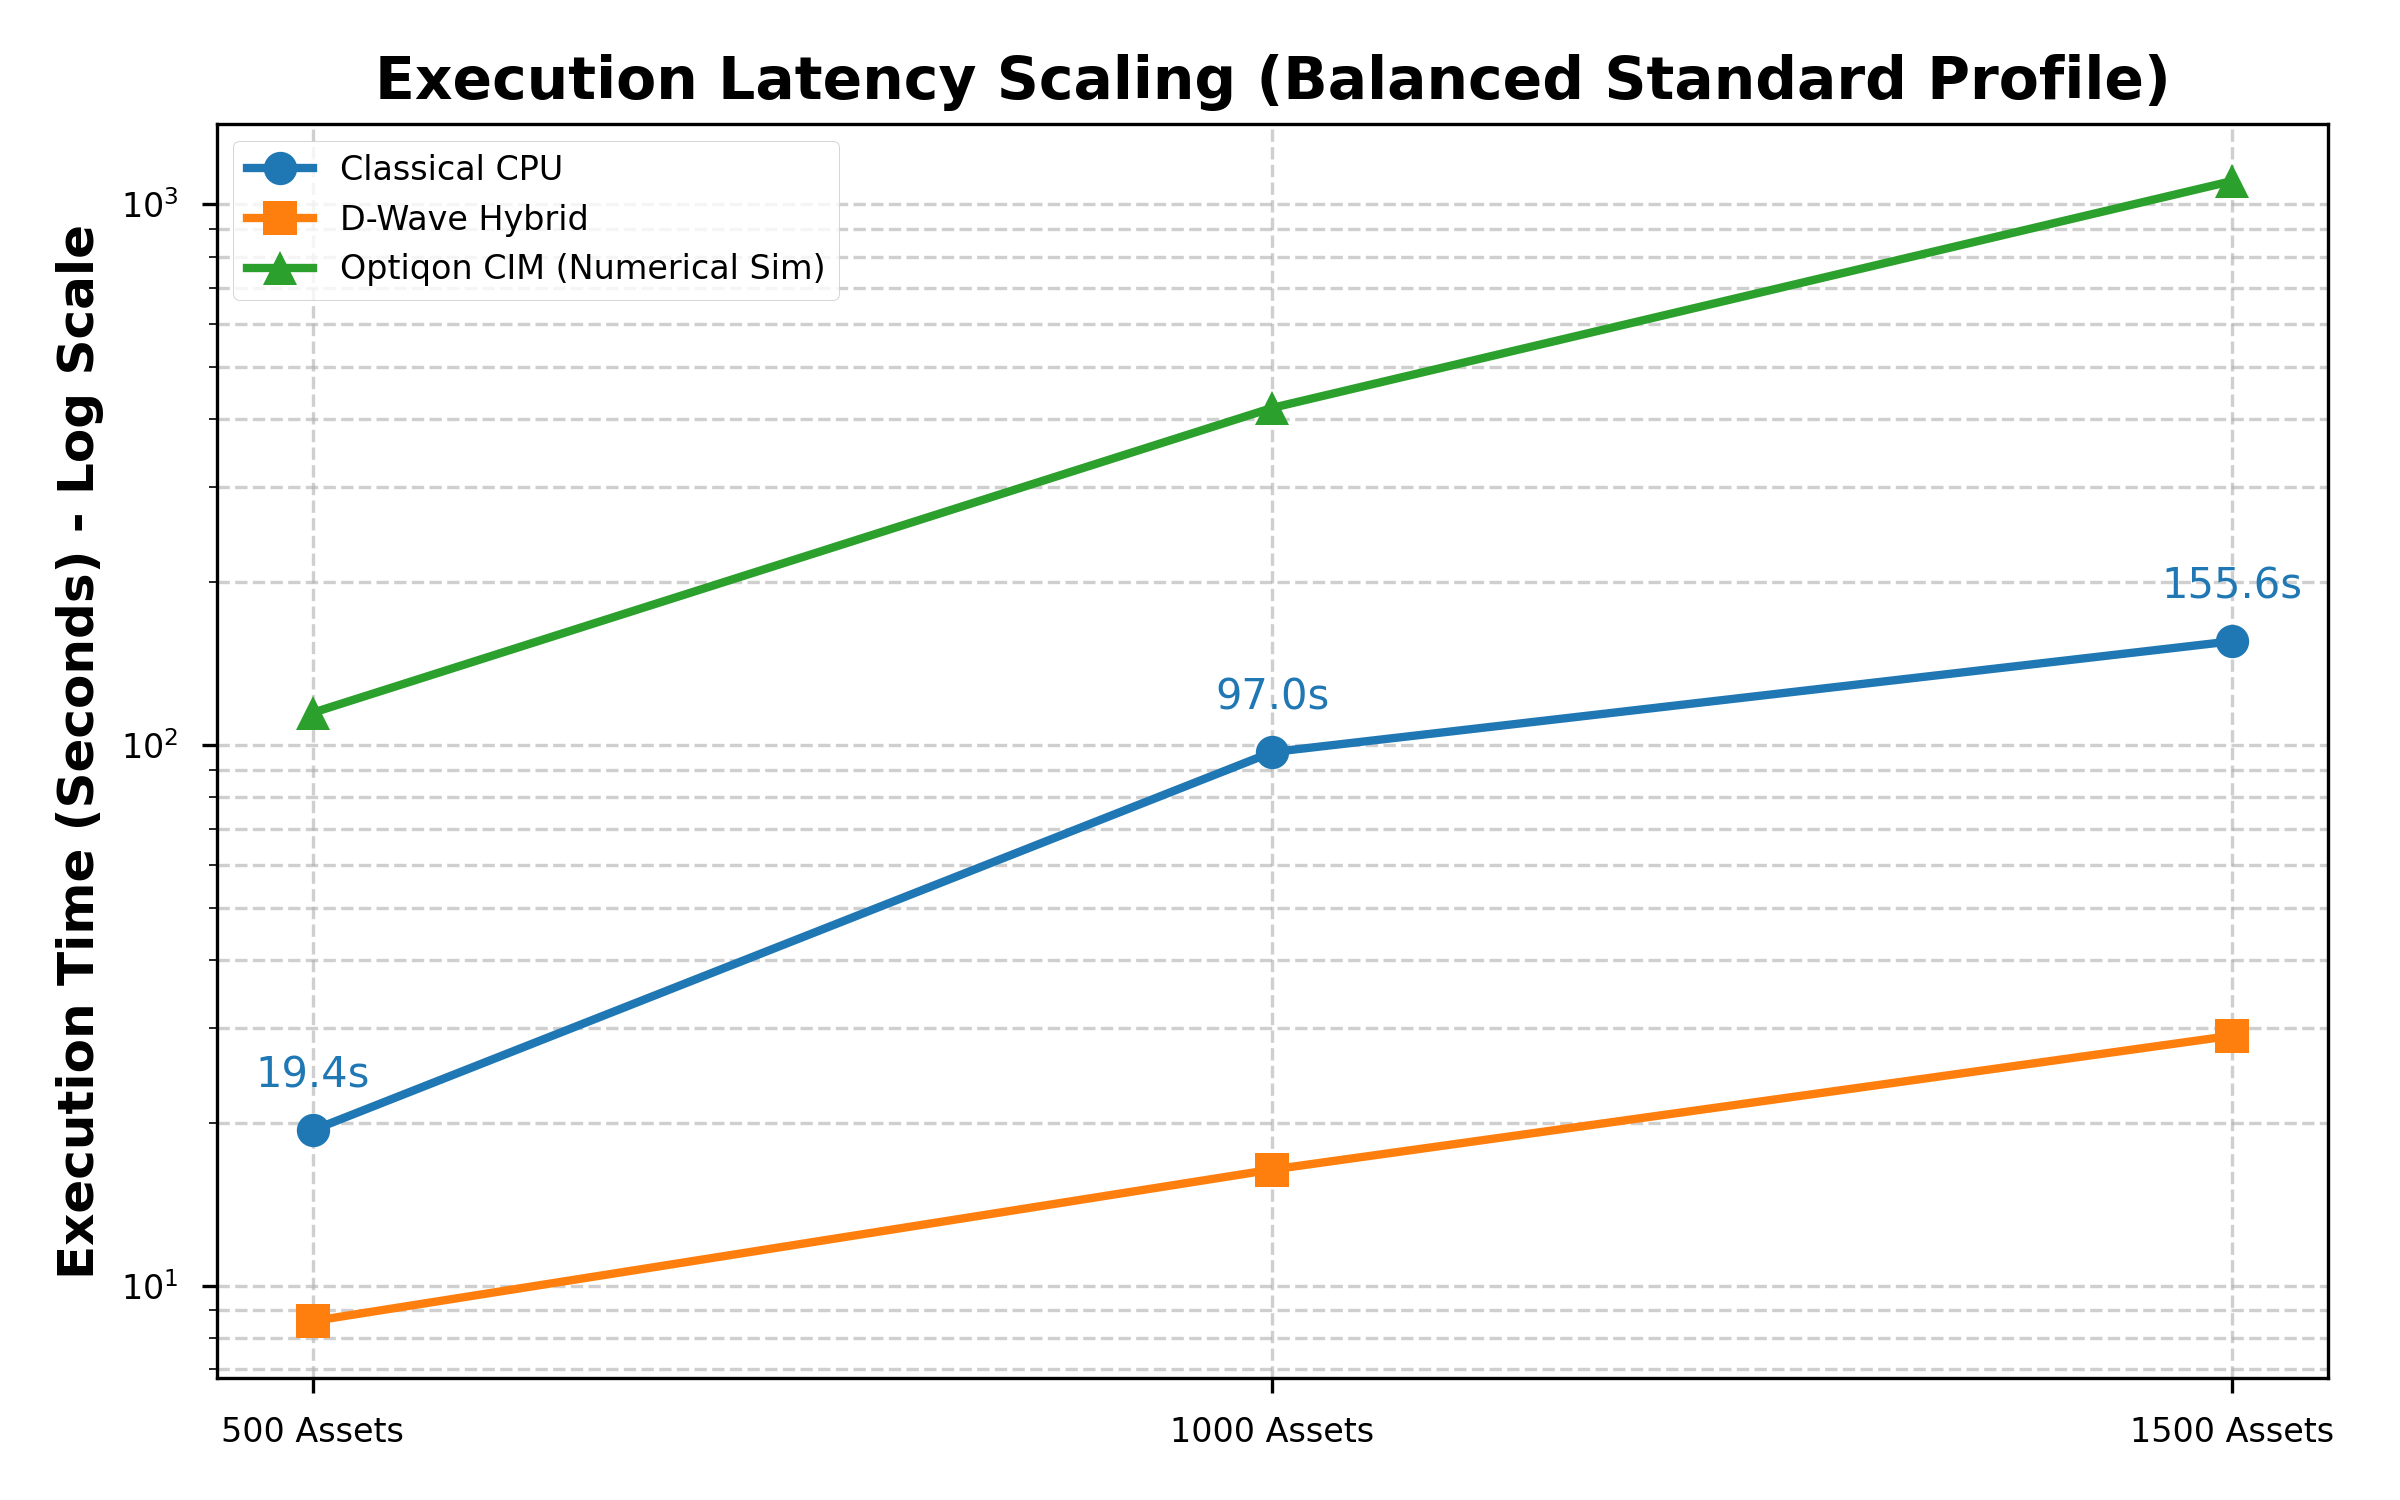 Execution Latency Scaling (Balanced Standard Profile)
Classical CPU
D-Wave Hybrid
Optiqon CIM (Numerical Sim)
Execution Time (Seconds) - Log Scale
10³
10²
10¹
155.6s
97.0s
19.4s
500 Assets
1000 Assets
1500 Assets